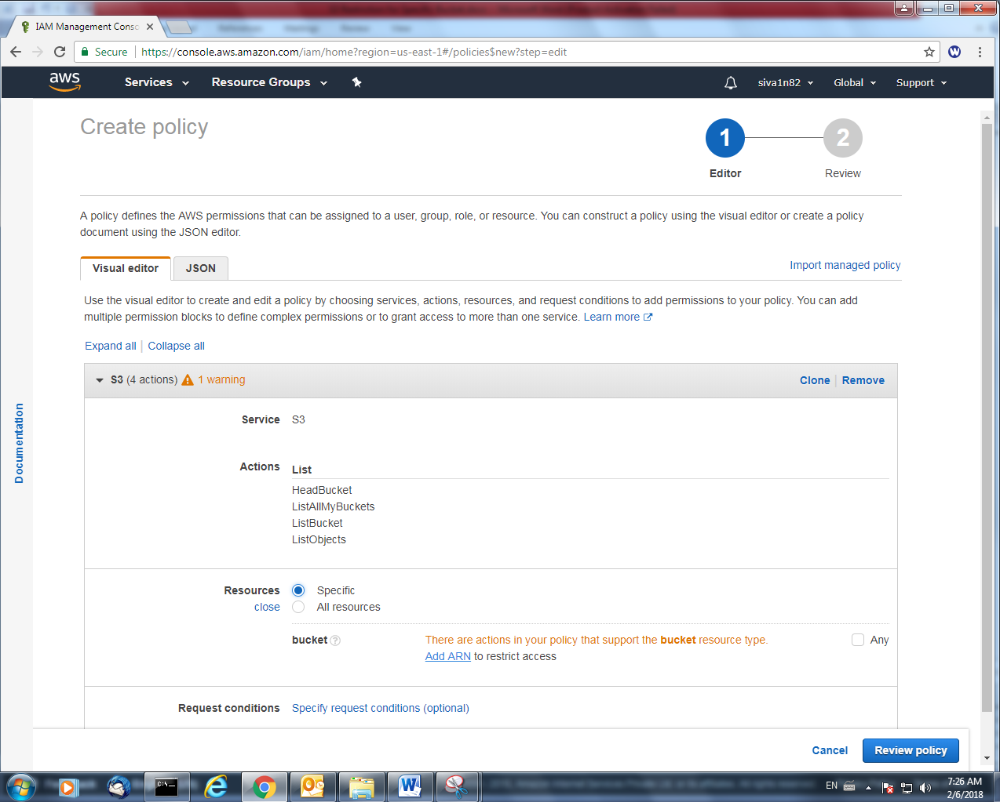 IAM Management Conso
Secure https://console.aws.amazon.com/iam/home?region=us-east-1#/policies$new?step=edit
aws Services Resource Groups siva1n82 Global Support
Create policy
1 2
Editor Review
A policy defines the AWS permissions that can be assigned to a user, group, role, or resource. You can construct a policy using the visual editor or create a policy
document using the JSON editor.
Visual editor JSON Import managed policy
Use the visual editor to create and edit a policy by choosing services, actions, resources, and request conditions to add permissions to your policy. You can add
multiple permission blocks to define complex permissions or to grant access to more than one service. Learn more
Expand all Collapse all
S3 (4 actions) 1 warning Clone Remove
Service S3
Actions List
HeadBucket
ListAllMyBuckets
ListBucket
ListObjects
Resources Specific
close All resources
bucket ? There are actions in your policy that support the bucket resource type. Any
Add ARN to restrict access
Request conditions Specify request conditions (optional)
Documentation
Cancel Review policy
EN 7:26 AM
2/6/2018